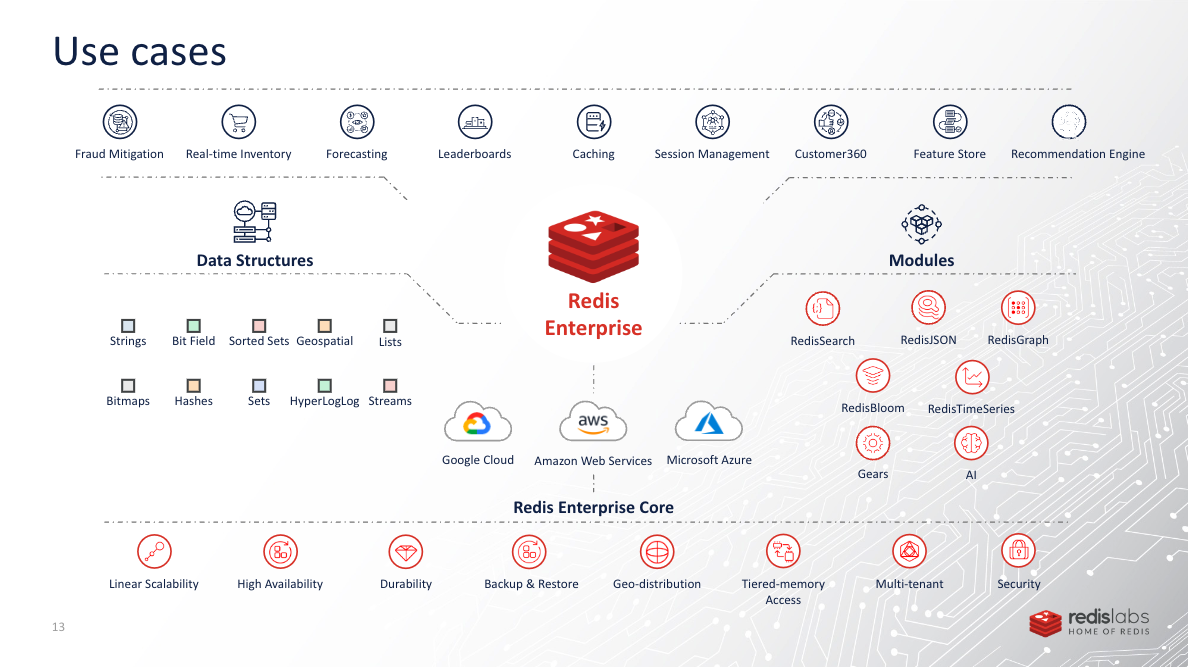 Use cases
Fraud Mitigation
Real-time Inventory
Forecasting
Leaderboards
Caching
Session Management
Customer360
Feature Store
Recommendation Engine
Data Structures
Modules
Redis
Enterprise
Strings
Bit Field
Sorted Sets
Geospatial
Lists
Bitmaps
Hashes
Sets
HyperLogLog
Streams
RedisSearch
RedisJSON
RedisGraph
RedisBloom
RedisTimeSeries
Gears
AI
aws
Google Cloud
Amazon Web Services
Microsoft Azure
Redis Enterprise Core
Linear Scalability
High Availability
Durability
Backup & Restore
Geo-distribution
Tiered-memory
Access
Multi-tenant
Security
13
redislabs
HOME OF REDIS